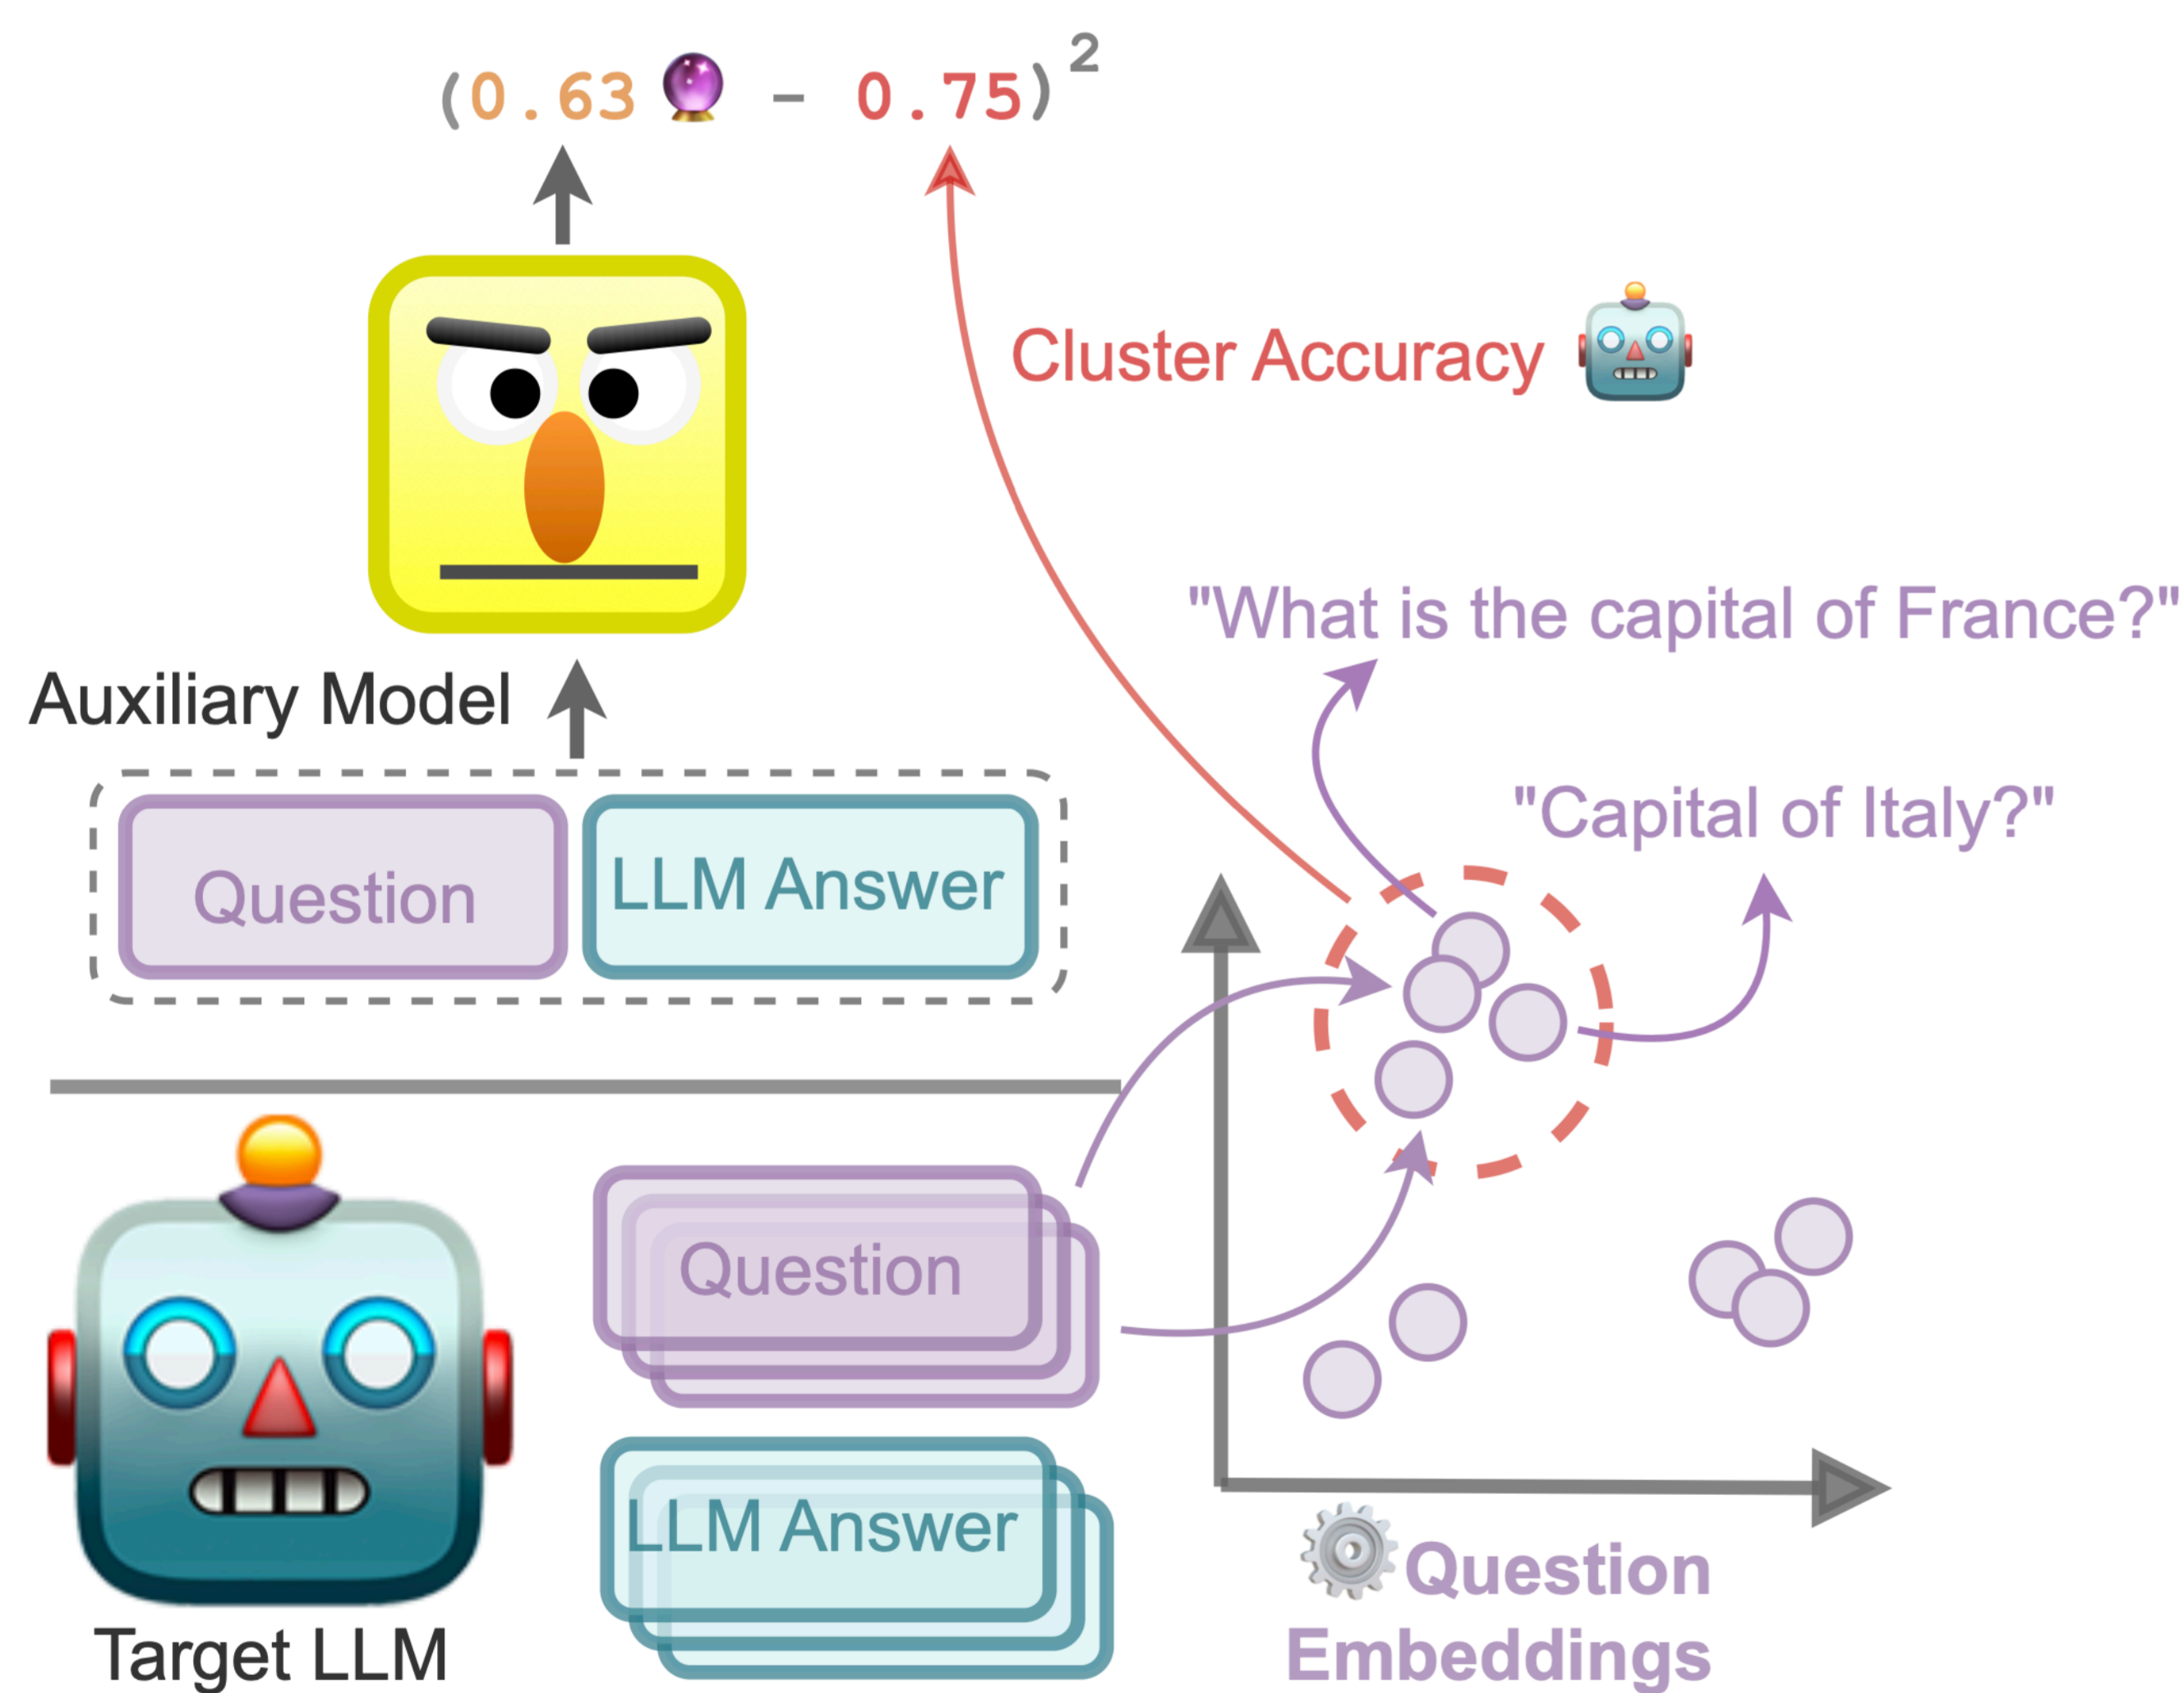 (0.63 - 0.75)²
Cluster Accuracy
"What is the capital of France?"
Auxiliary Model
"Capital of Italy?"
Question
LLM Answer
Question
LLM Answer
Target LLM
Question
Embeddings